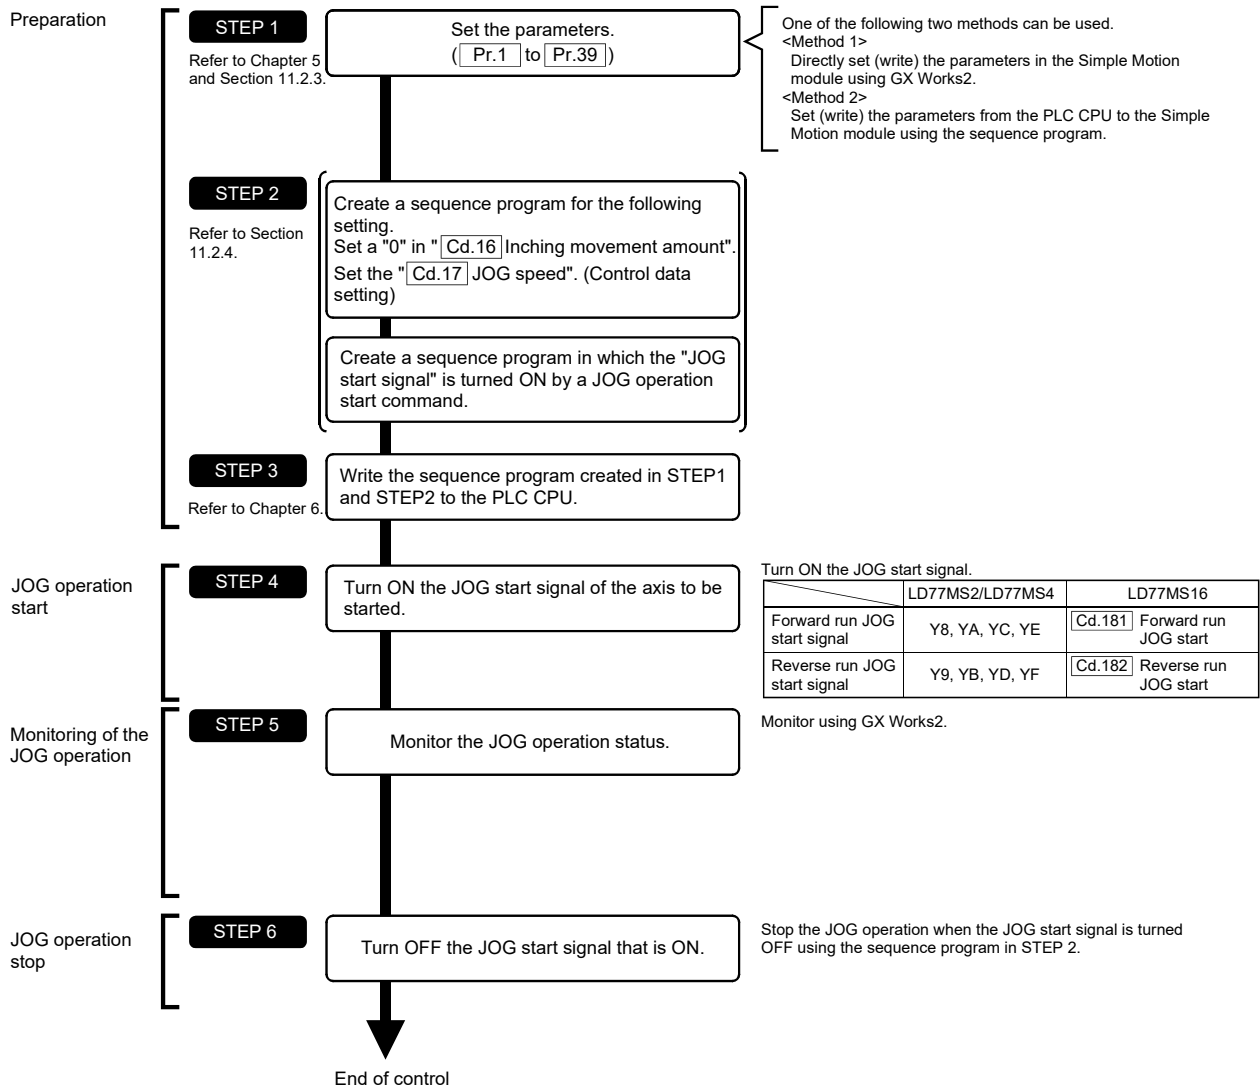 Preparation
STEP 1
Refer to Chapter 5
and Section 11.2.3.
Set the parameters.
( Pr.1 to Pr.39 )
One of the following two methods can be used.
<Method 1>
Directly set (write) the parameters in the Simple Motion
module using GX Works2.
<Method 2>
Set (write) the parameters from the PLC CPU to the Simple
Motion module using the sequence program.
STEP 2
Refer to Section
11.2.4.
Create a sequence program for the following
setting.
Set a "0" in " Cd.16 Inching movement amount".
Set the " Cd.17 JOG speed". (Control data
setting)
Create a sequence program in which the "JOG
start signal" is turned ON by a JOG operation
start command.
STEP 3
Refer to Chapter 6.
Write the sequence program created in STEP1
and STEP2 to the PLC CPU.
JOG operation
start
STEP 4
Turn ON the JOG start signal of the axis to be
started.
Turn ON the JOG start signal.
LD77MS2/LD77MS4 LD77MS16
Forward run JOG
start signal
Y8, YA, YC, YE
Cd.181 Forward run
JOG start
Reverse run JOG
start signal
Y9, YB, YD, YF
Cd.182 Reverse run
JOG start
Monitoring of the
JOG operation
STEP 5
Monitor the JOG operation status.
Monitor using GX Works2.
JOG operation
stop
STEP 6
Turn OFF the JOG start signal that is ON.
Stop the JOG operation when the JOG start signal is turned
OFF using the sequence program in STEP 2.
End of control